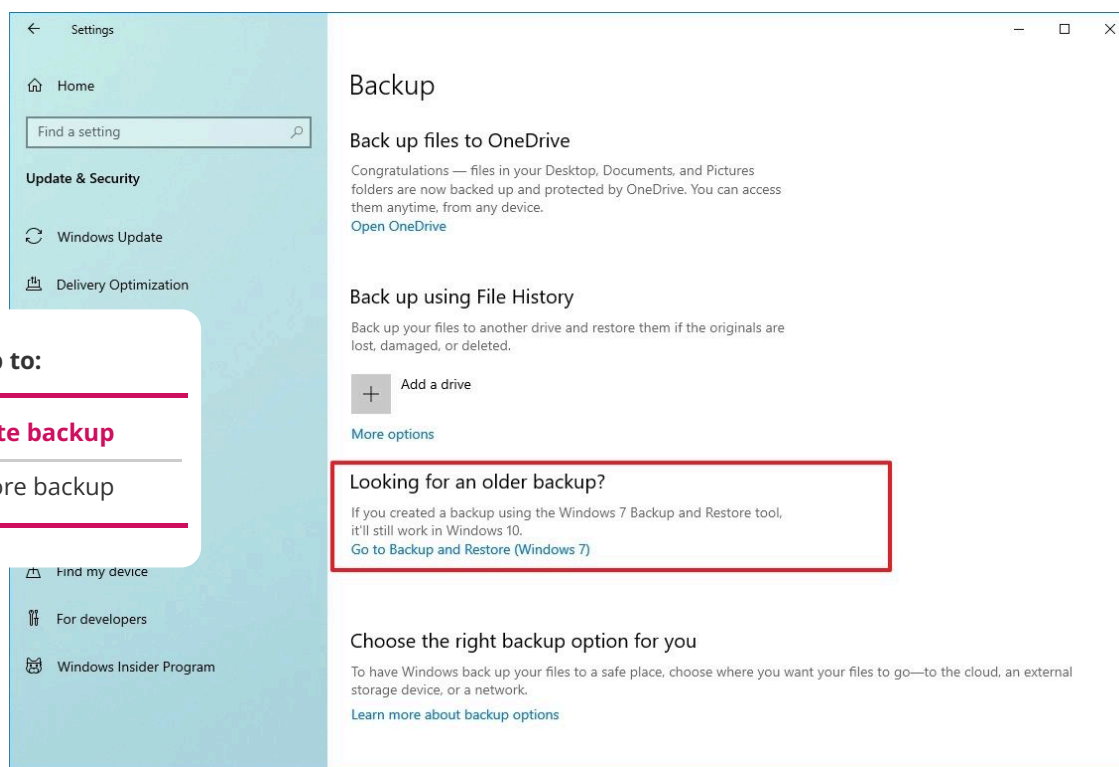 Settings
Home
Find a setting
Update & Security
Windows Update
Delivery Optimization
to:
backup
backup
Find my device
For developers
Windows Insider Program
Backup
Back up files to OneDrive
Congratulations — files in your Desktop, Documents, and Pictures
folders are now backed up and protected by OneDrive. You can access
them anytime, from any device.
Open OneDrive
Back up using File History
Back up your files to another drive and restore them if the originals are
lost, damaged, or deleted.
Add a drive
More options
Looking for an older backup?
If you created a backup using the Windows 7 Backup and Restore tool,
it'll still work in Windows 10.
Go to Backup and Restore (Windows 7)
Choose the right backup option for you
To have Windows back up your files to a safe place, choose where you want your files to go—to the cloud, an external
storage device, or a network.
Learn more about backup options